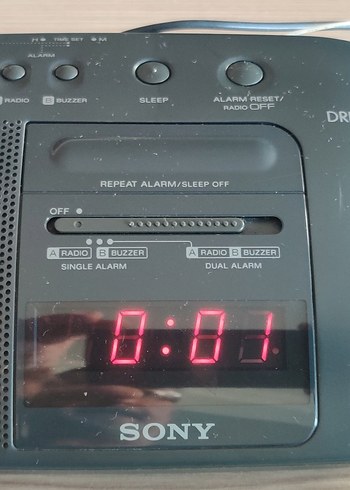 H TIME SET M
ALARM
RADIO B BUZZER SLEEP ALARM RESET/
RADIO OFF
REPEAT ALARM/SLEEP OFF
OFF
A RADIO B BUZZER A RADIO B BUZZER
SINGLE ALARM DUAL ALARM
0:01
SONY